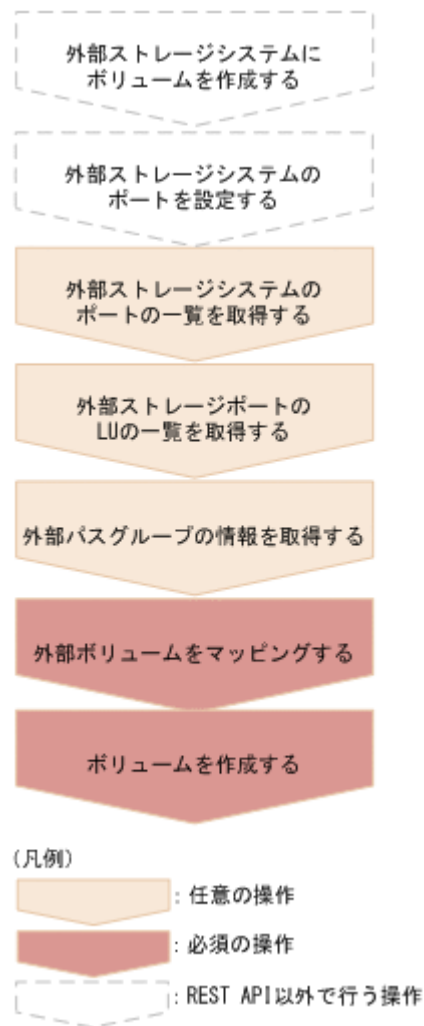 外部ストレージシステムに
ボリュームを作成する
外部ストレージシステムの
ポートを設定する
外部ストレージシステムの
ポートの一覧を取得する
外部ストレージポートの
LUの一覧を取得する
外部パスグループの情報を取得する
外部ボリュームをマッピングする
ボリュームを作成する
(凡例)
: 任意の操作
: 必須の操作
: REST API以外で行う操作